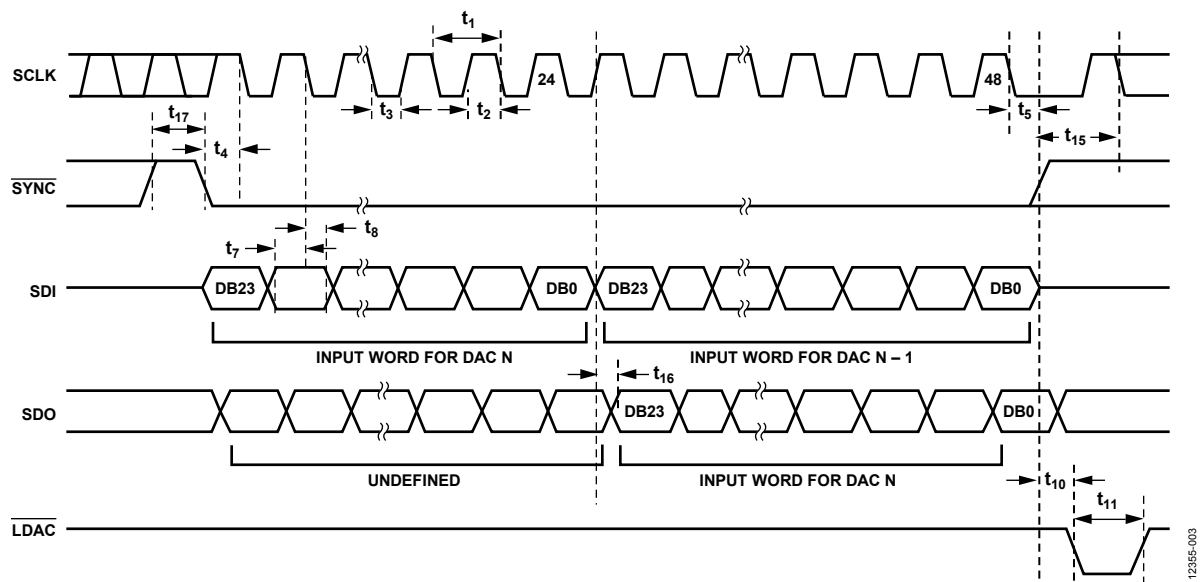 t1
SCLK
24
48
t3
t2
t5
t17
t4
t15
SYNC
t7
t8
SDI
DB23
DB0
DB23
DB0
INPUT WORD FOR DAC N
INPUT WORD FOR DAC N – 1
t16
SDO
DB23
DB0
UNDEFINED
INPUT WORD FOR DAC N
t10
t11
LDAC
12355-003